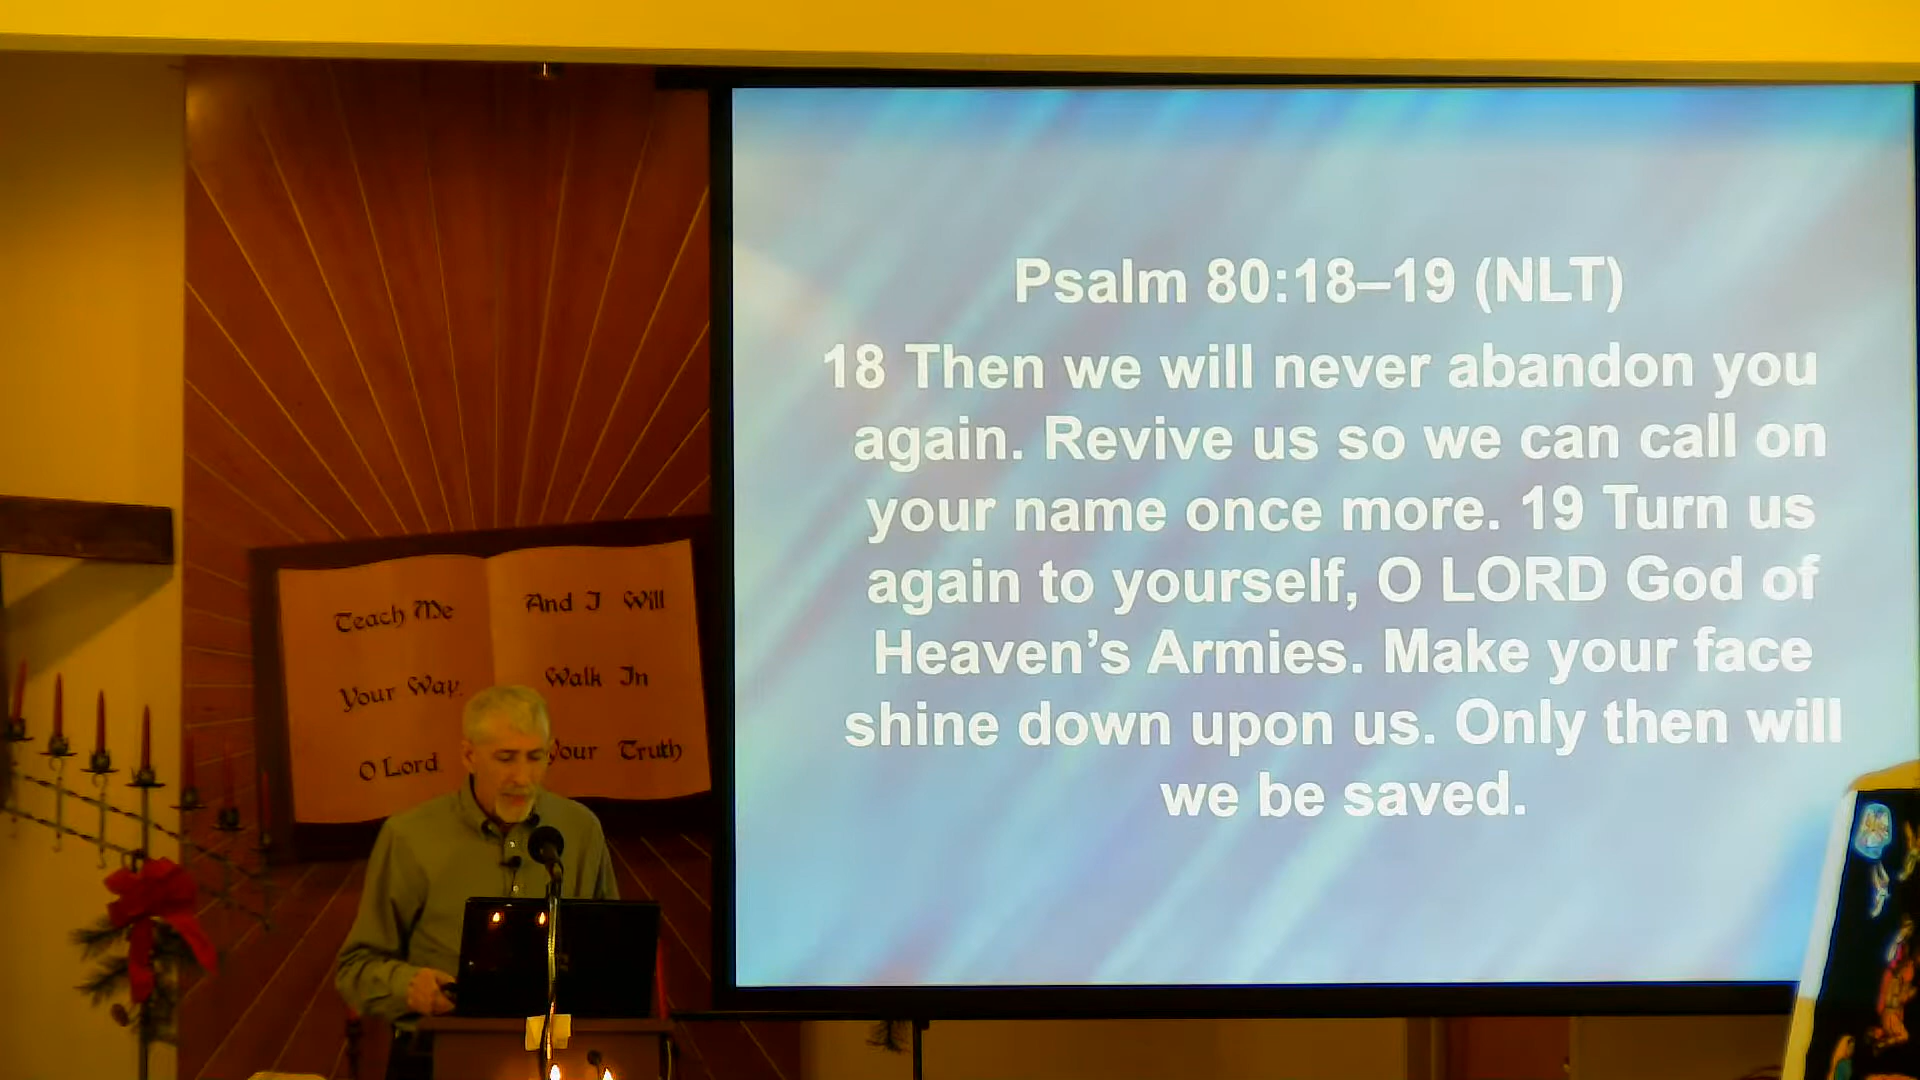 Psalm 80:18–19 (NLT)
18 Then we will never abandon you
again. Revive us so we can call on
your name once more. 19 Turn us
again to yourself, O LORD God of
Heaven’s Armies. Make your face
shine down upon us. Only then will
we be saved.
Teach Me
Your Way,
O Lord
And I Will
Walk In
Your Truth